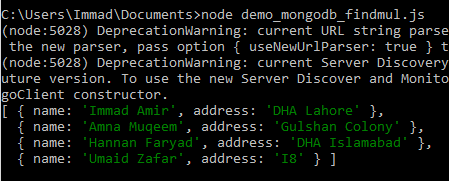 C:\Users\Immad\Documents>node demo_mongodb_findmul.js
(node:5028) DeprecationWarning: current URL string parse
 the new parser, pass option { useNewUrlParser: true } t
(node:5028) DeprecationWarning: current Server Discovery
uture version. To use the new Server Discover and Monito
goClient constructor.
[ { name: 'Immad Amir', address: 'DHA Lahore' },
  { name: 'Amna Muqeem', address: 'Gulshan Colony' },
  { name: 'Hannan Faryad', address: 'DHA Islamabad' },
  { name: 'Umaid Zafar', address: 'I8' } ]